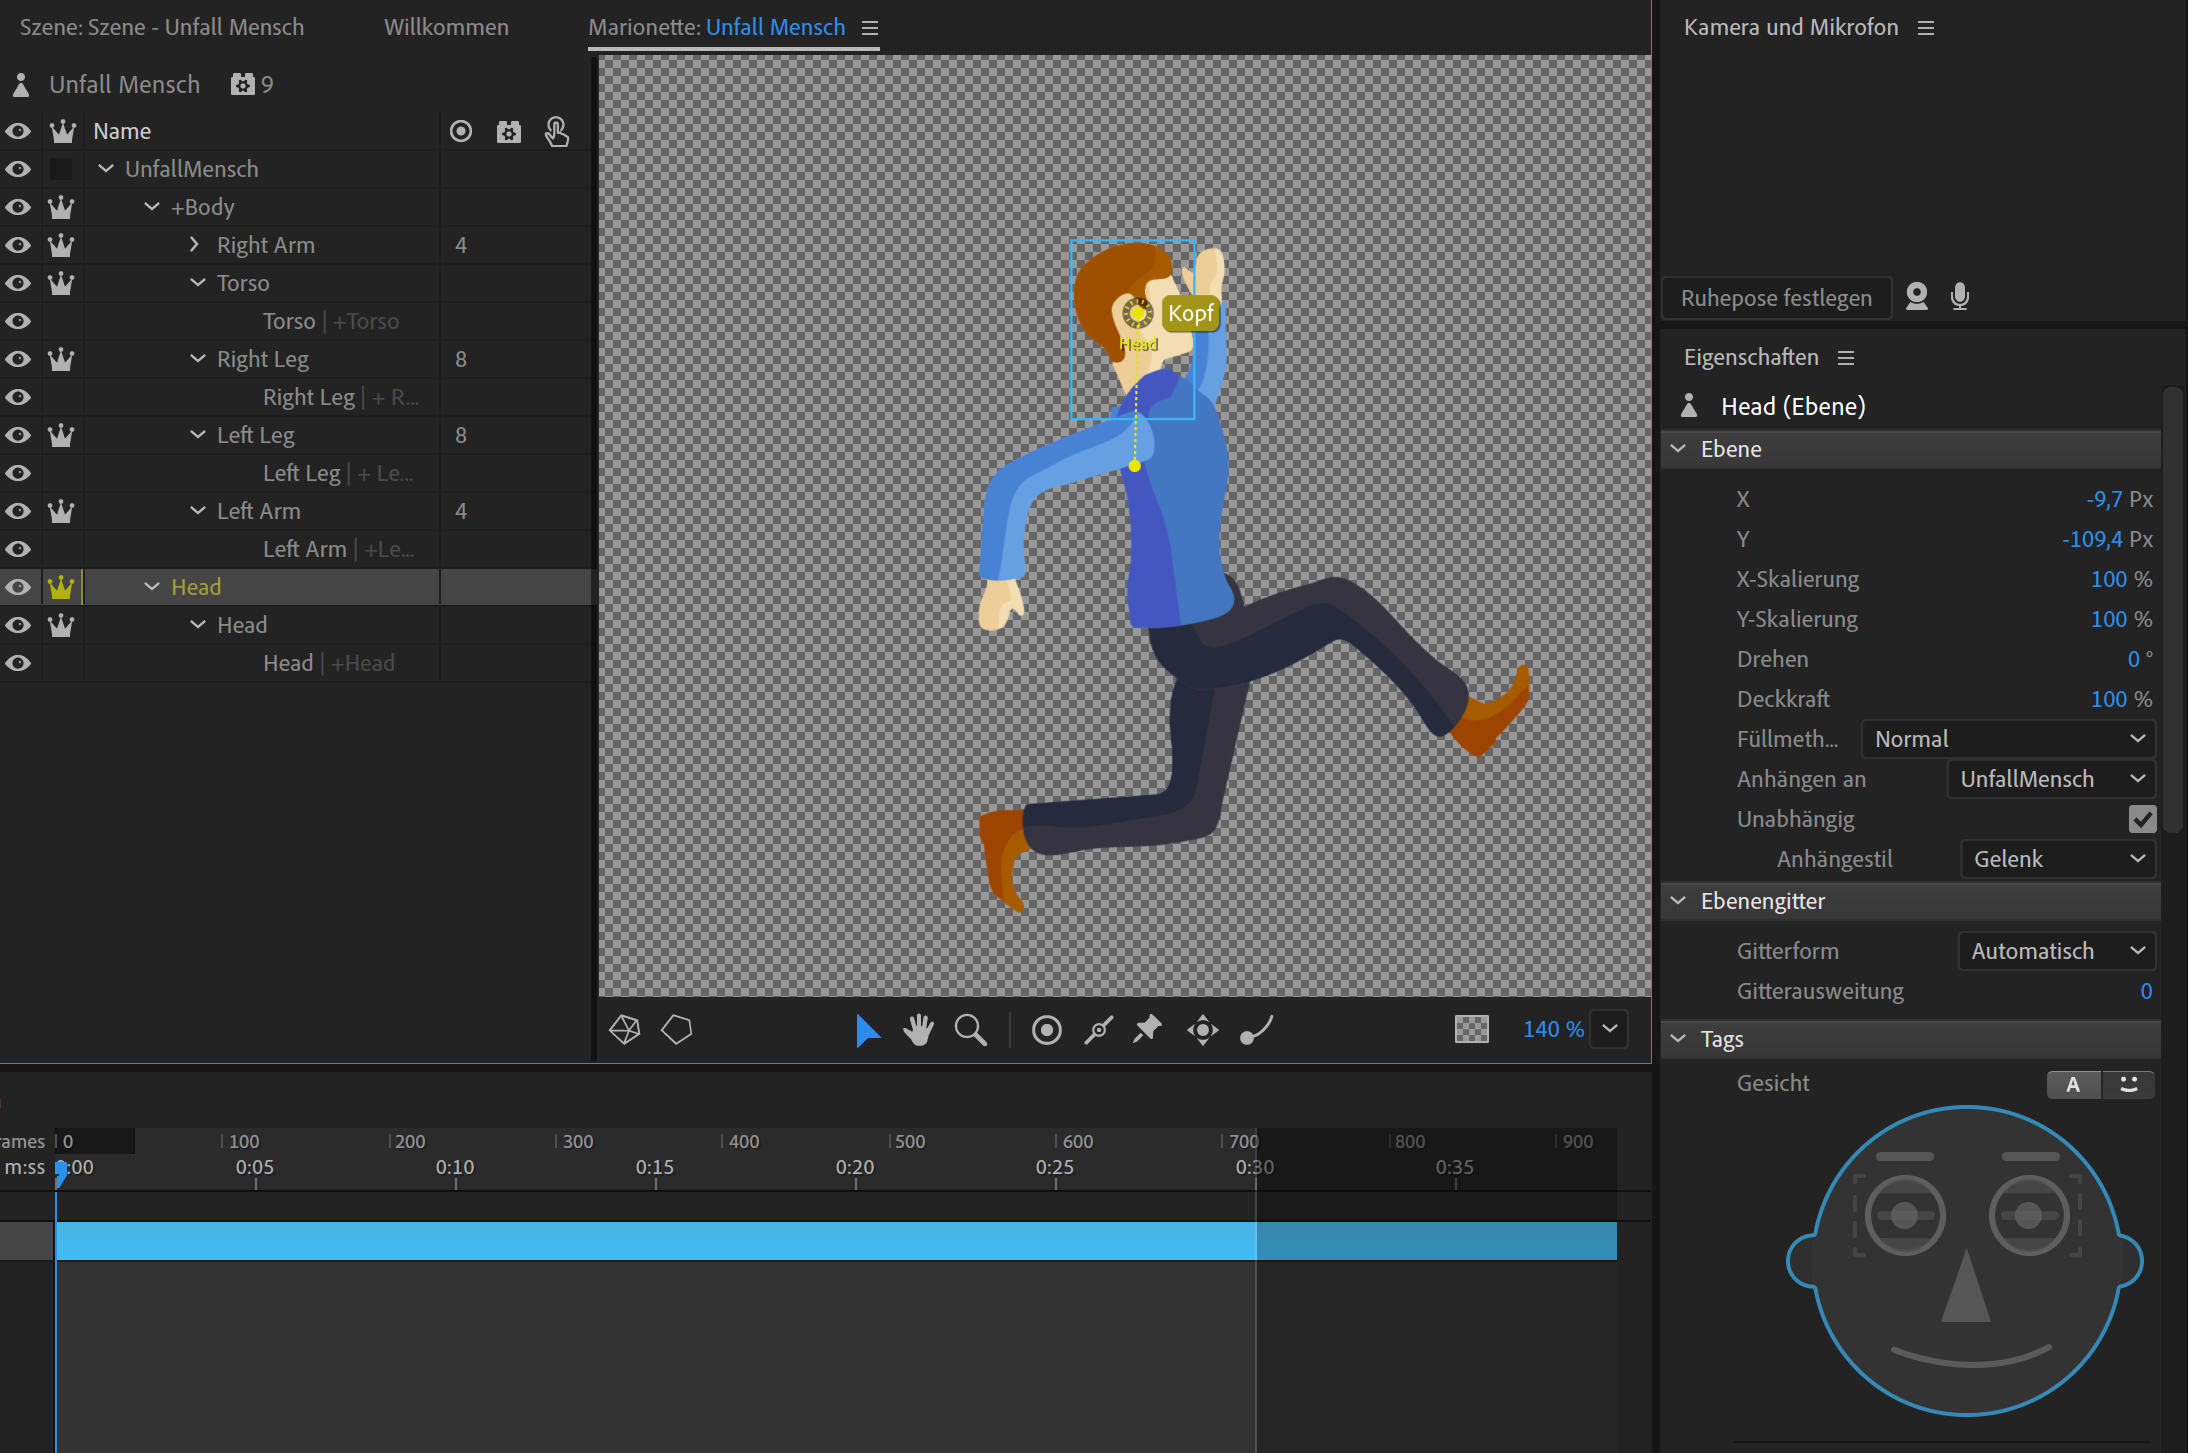 Szene: Szene - Unfall Mensch
Willkommen
Marionette: Unfall Mensch
Unfall Mensch 9
Name
UnfallMensch
+Body
Right Arm 4
Torso
Torso | +Torso
Right Leg 8
Right Leg | + R...
Left Leg 8
Left Leg | + Le...
Left Arm 4
Left Arm | +Le...
Head
Head
Head | +Head
Kopf
Head
140 %
Kamera und Mikrofon
Ruhepose festlegen
Eigenschaften
Head (Ebene)
Ebene
X -9,7 Px
Y -109,4 Px
X-Skalierung 100 %
Y-Skalierung 100 %
Drehen 0 °
Deckkraft 100 %
Füllmeth... Normal
Anhängen an UnfallMensch
Unabhängig
Anhängestil Gelenk
Ebenengitter
Gitterform Automatisch
Gitterausweitung 0
Tags
Gesicht A
rames 0 100 200 300 400 500 600 700 800 900
m:ss :00 0:05 0:10 0:15 0:20 0:25 0:30 0:35